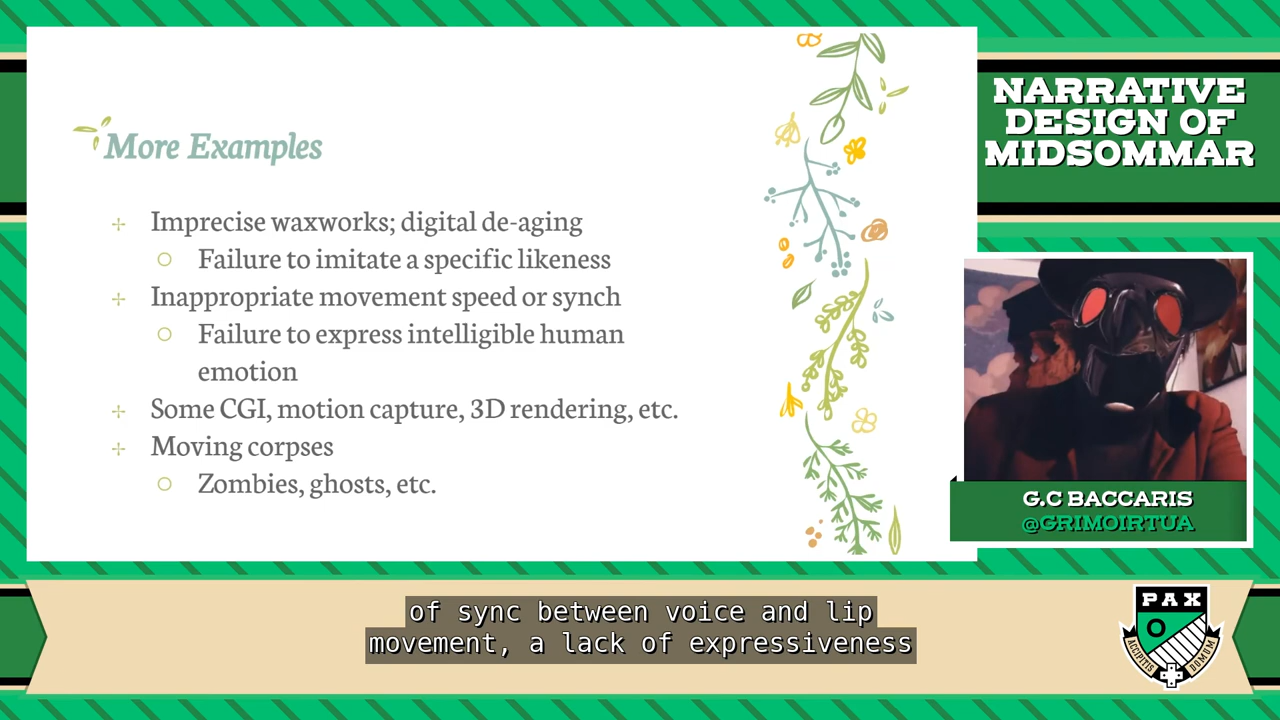 More Examples
Imprecise waxworks; digital de-aging
Failure to imitate a specific likeness
Inappropriate movement speed or synch
Failure to express intelligible human
emotion
Some CGI, motion capture, 3D rendering, etc.
Moving corpses
Zombies, ghosts, etc.
NARRATIVE
DESIGN OF
MIDSOMMAR
G.C BACCARIS
@GRIMOIRTUA
of sync between voice and lip
movement, a lack of expressiveness
PAX
O
ACCIPITIS DOMUM